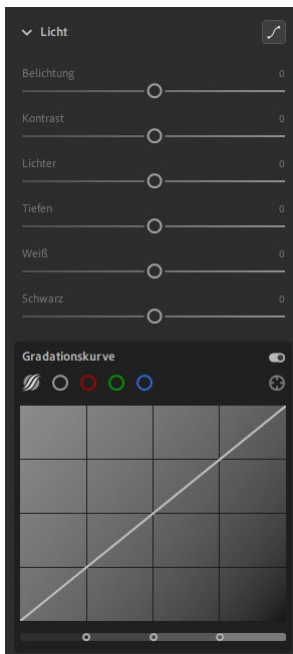 Licht
Belichtung 0
Kontrast 0
Lichter 0
Tiefen 0
Weiß 0
Schwarz 0
Gradationskurve